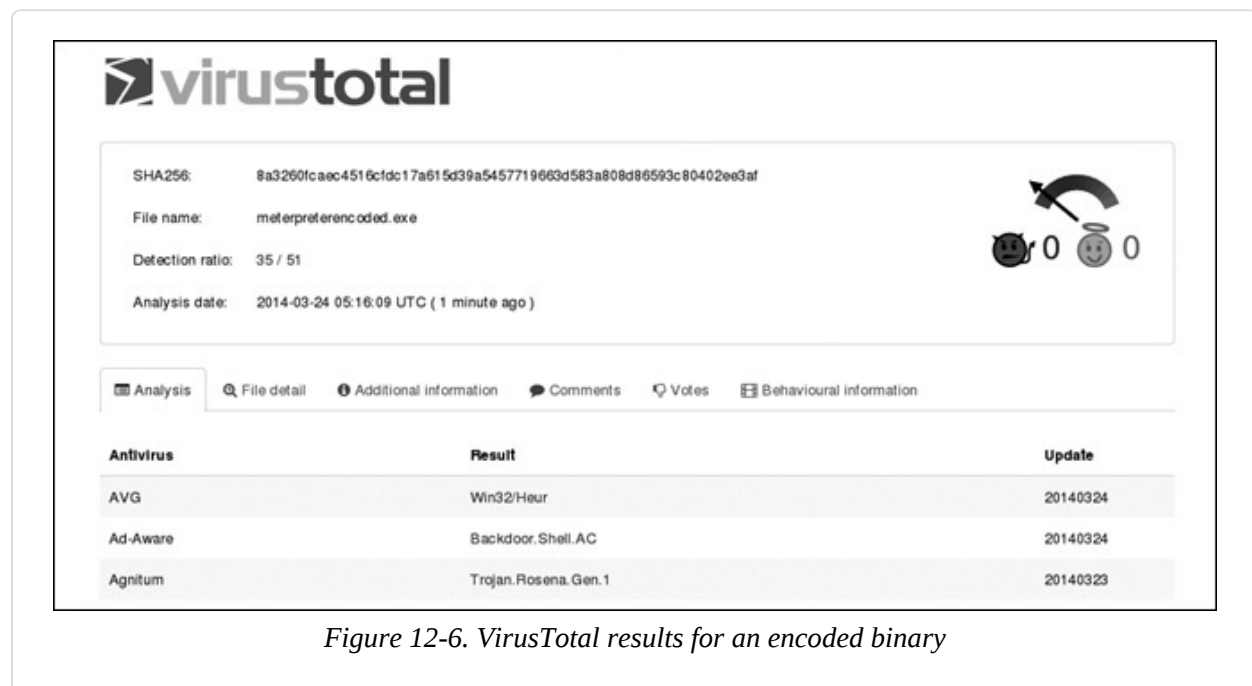 virustotal
SHA256: 8a3260fcaec4516cfdc17a615d39a5457719663d583a808d86593c80402ee3af
File name: meterpreterencoded.exe
Detection ratio: 35 / 51
Analysis date: 2014-03-24 05:16:09 UTC ( 1 minute ago )
0 0
Analysis File detail Additional information Comments Votes Behavioural information
Antivirus Result Update
AVG Win32/Heur 20140324
Ad-Aware Backdoor.Shell.AC 20140324
Agnitum Trojan.Rosena.Gen.1 20140323
Figure 12-6. VirusTotal results for an encoded binary